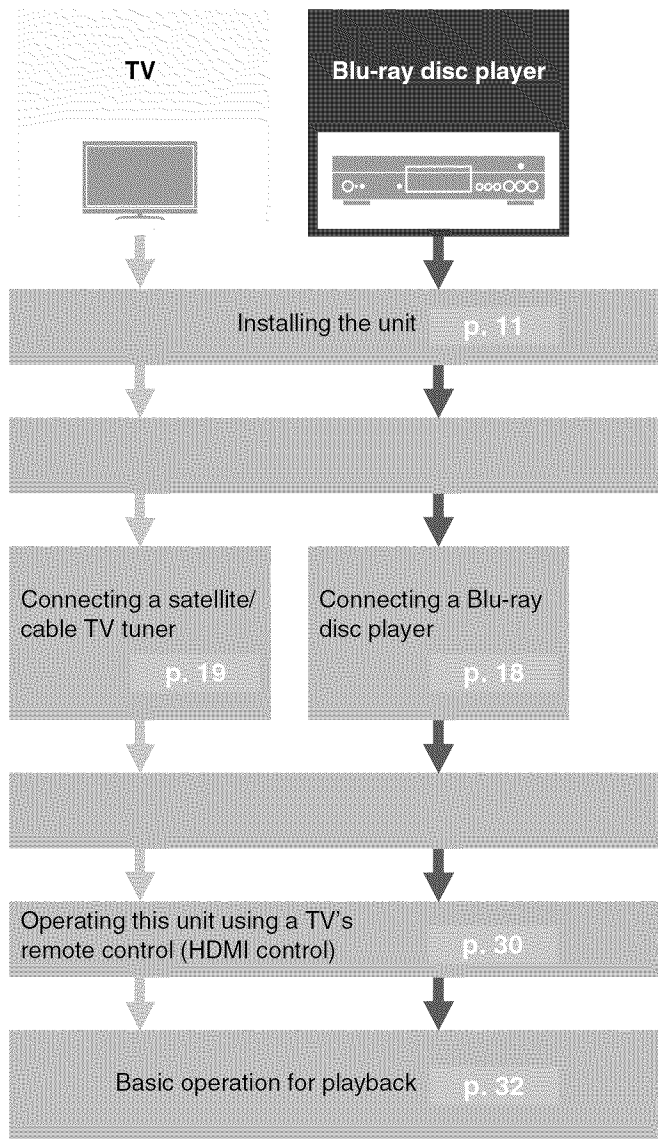 TV
Blu-ray disc player
Installing the unit
p. 11
Connecting a satellite/
cable TV tuner
p. 19
Connecting a Blu-ray
disc player
p. 18
Operating this unit using a TV's
remote control (HDMI control)
p. 30
Basic operation for playback
p. 32